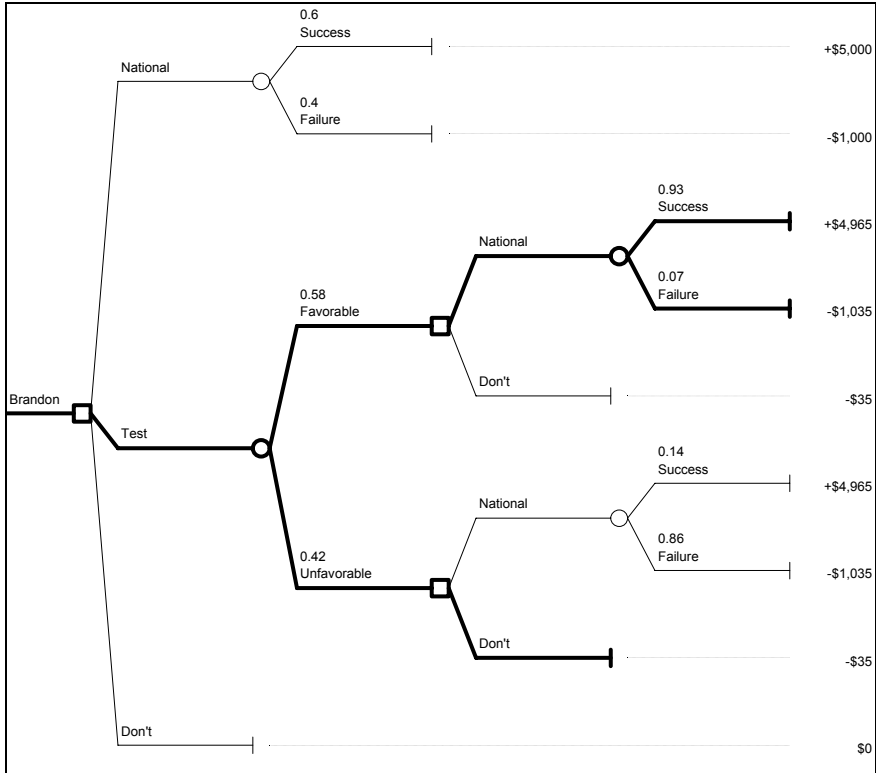 0.6
Success
+$5,000
National
0.4
Failure
-$1,000
0.93
Success
+$4,965
National
0.07
Failure
-$1,035
0.58
Favorable
Don't
-$35
Brandon
Test
0.14
Success
+$4,965
National
0.86
Failure
-$1,035
0.42
Unfavorable
Don't
-$35
Don't
$0